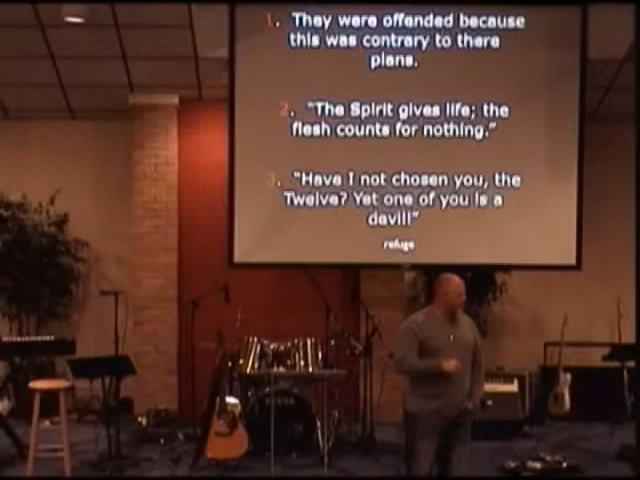 1. They were offended because
this was contrary to there
plans.
2. "The Spirit gives life; the
flesh counts for nothing."
3. "Have I not chosen you, the
Twelve? Yet one of you is a
devil!"
refuge